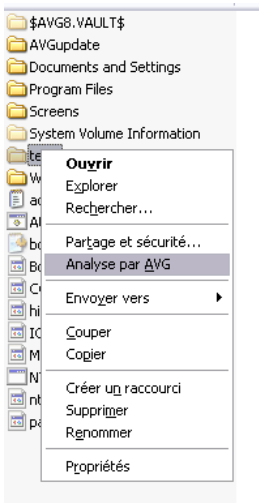 $AVG8.VAULT$
AVGupdate
Documents and Settings
Program Files
Screens
System Volume Information
Ouvrir
Explorer
Rechercher...
Partage et sécurité...
Analyse par AVG
Envoyer vers
Couper
Copier
Créer un raccourci
Supprimer
Renommer
Propriétés